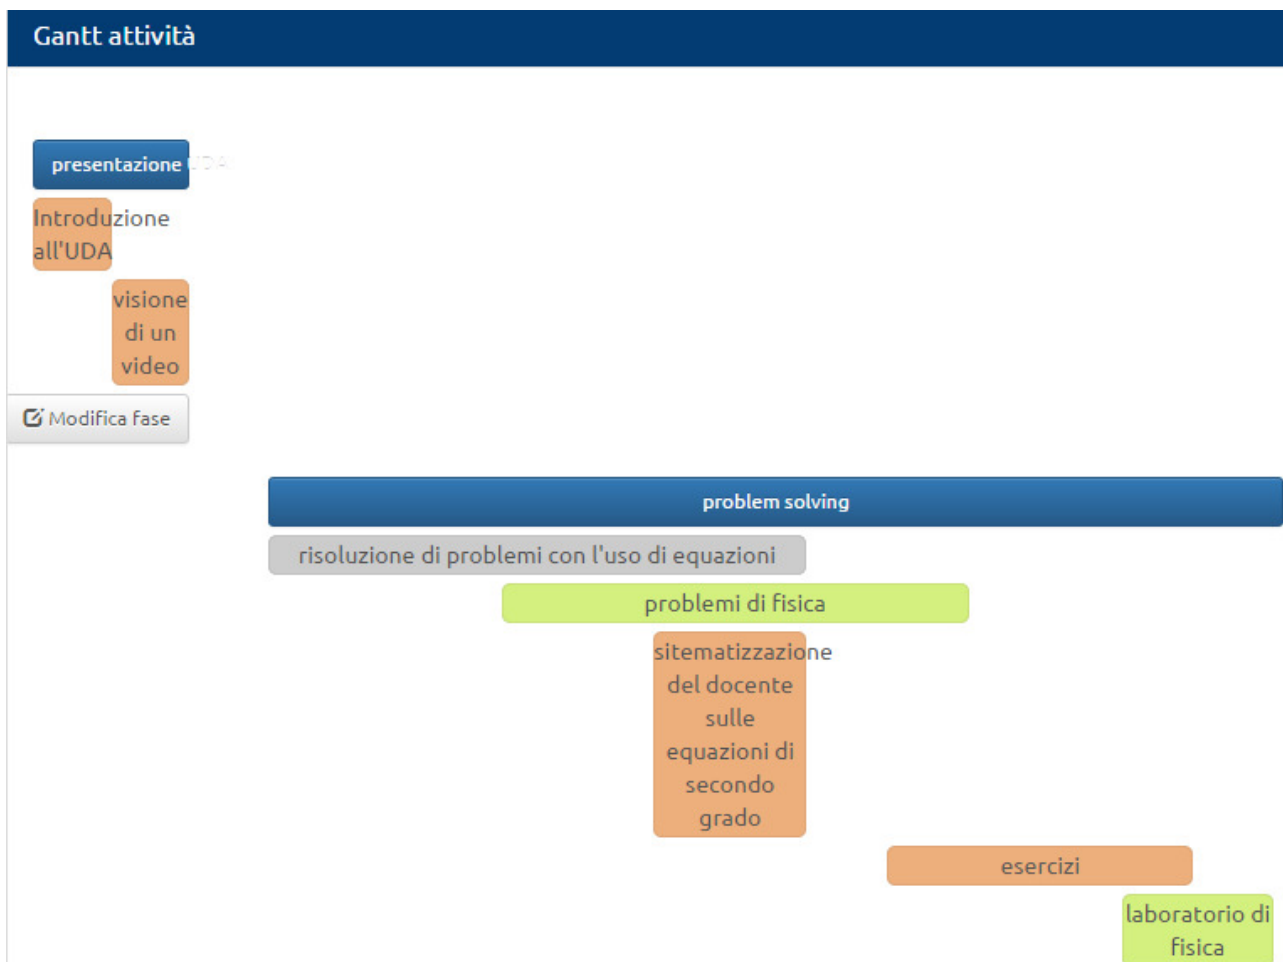 Gantt attività
presentazione UDA
Introduzione
all'UDA
visione
di un
video
Modifica fase
problem solving
risoluzione di problemi con l'uso di equazioni
problemi di fisica
sitematizzazione
del docente
sulle
equazioni di
secondo
grado
esercizi
laboratorio di
fisica